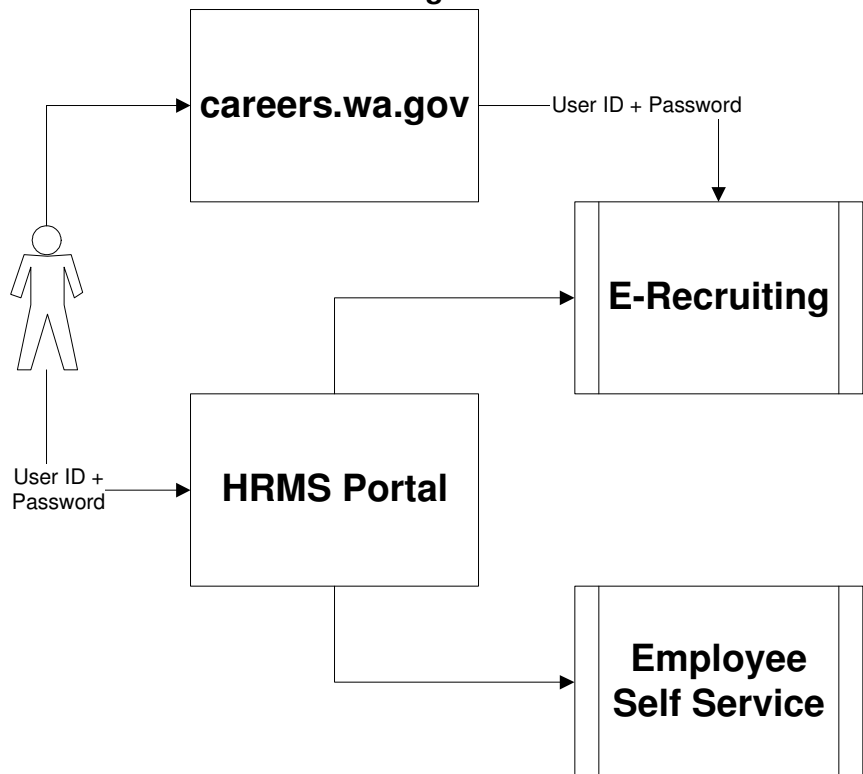 careers.wa.gov
User ID + Password
E-Recruiting
User ID +
Password
HRMS Portal
Employee
Self Service